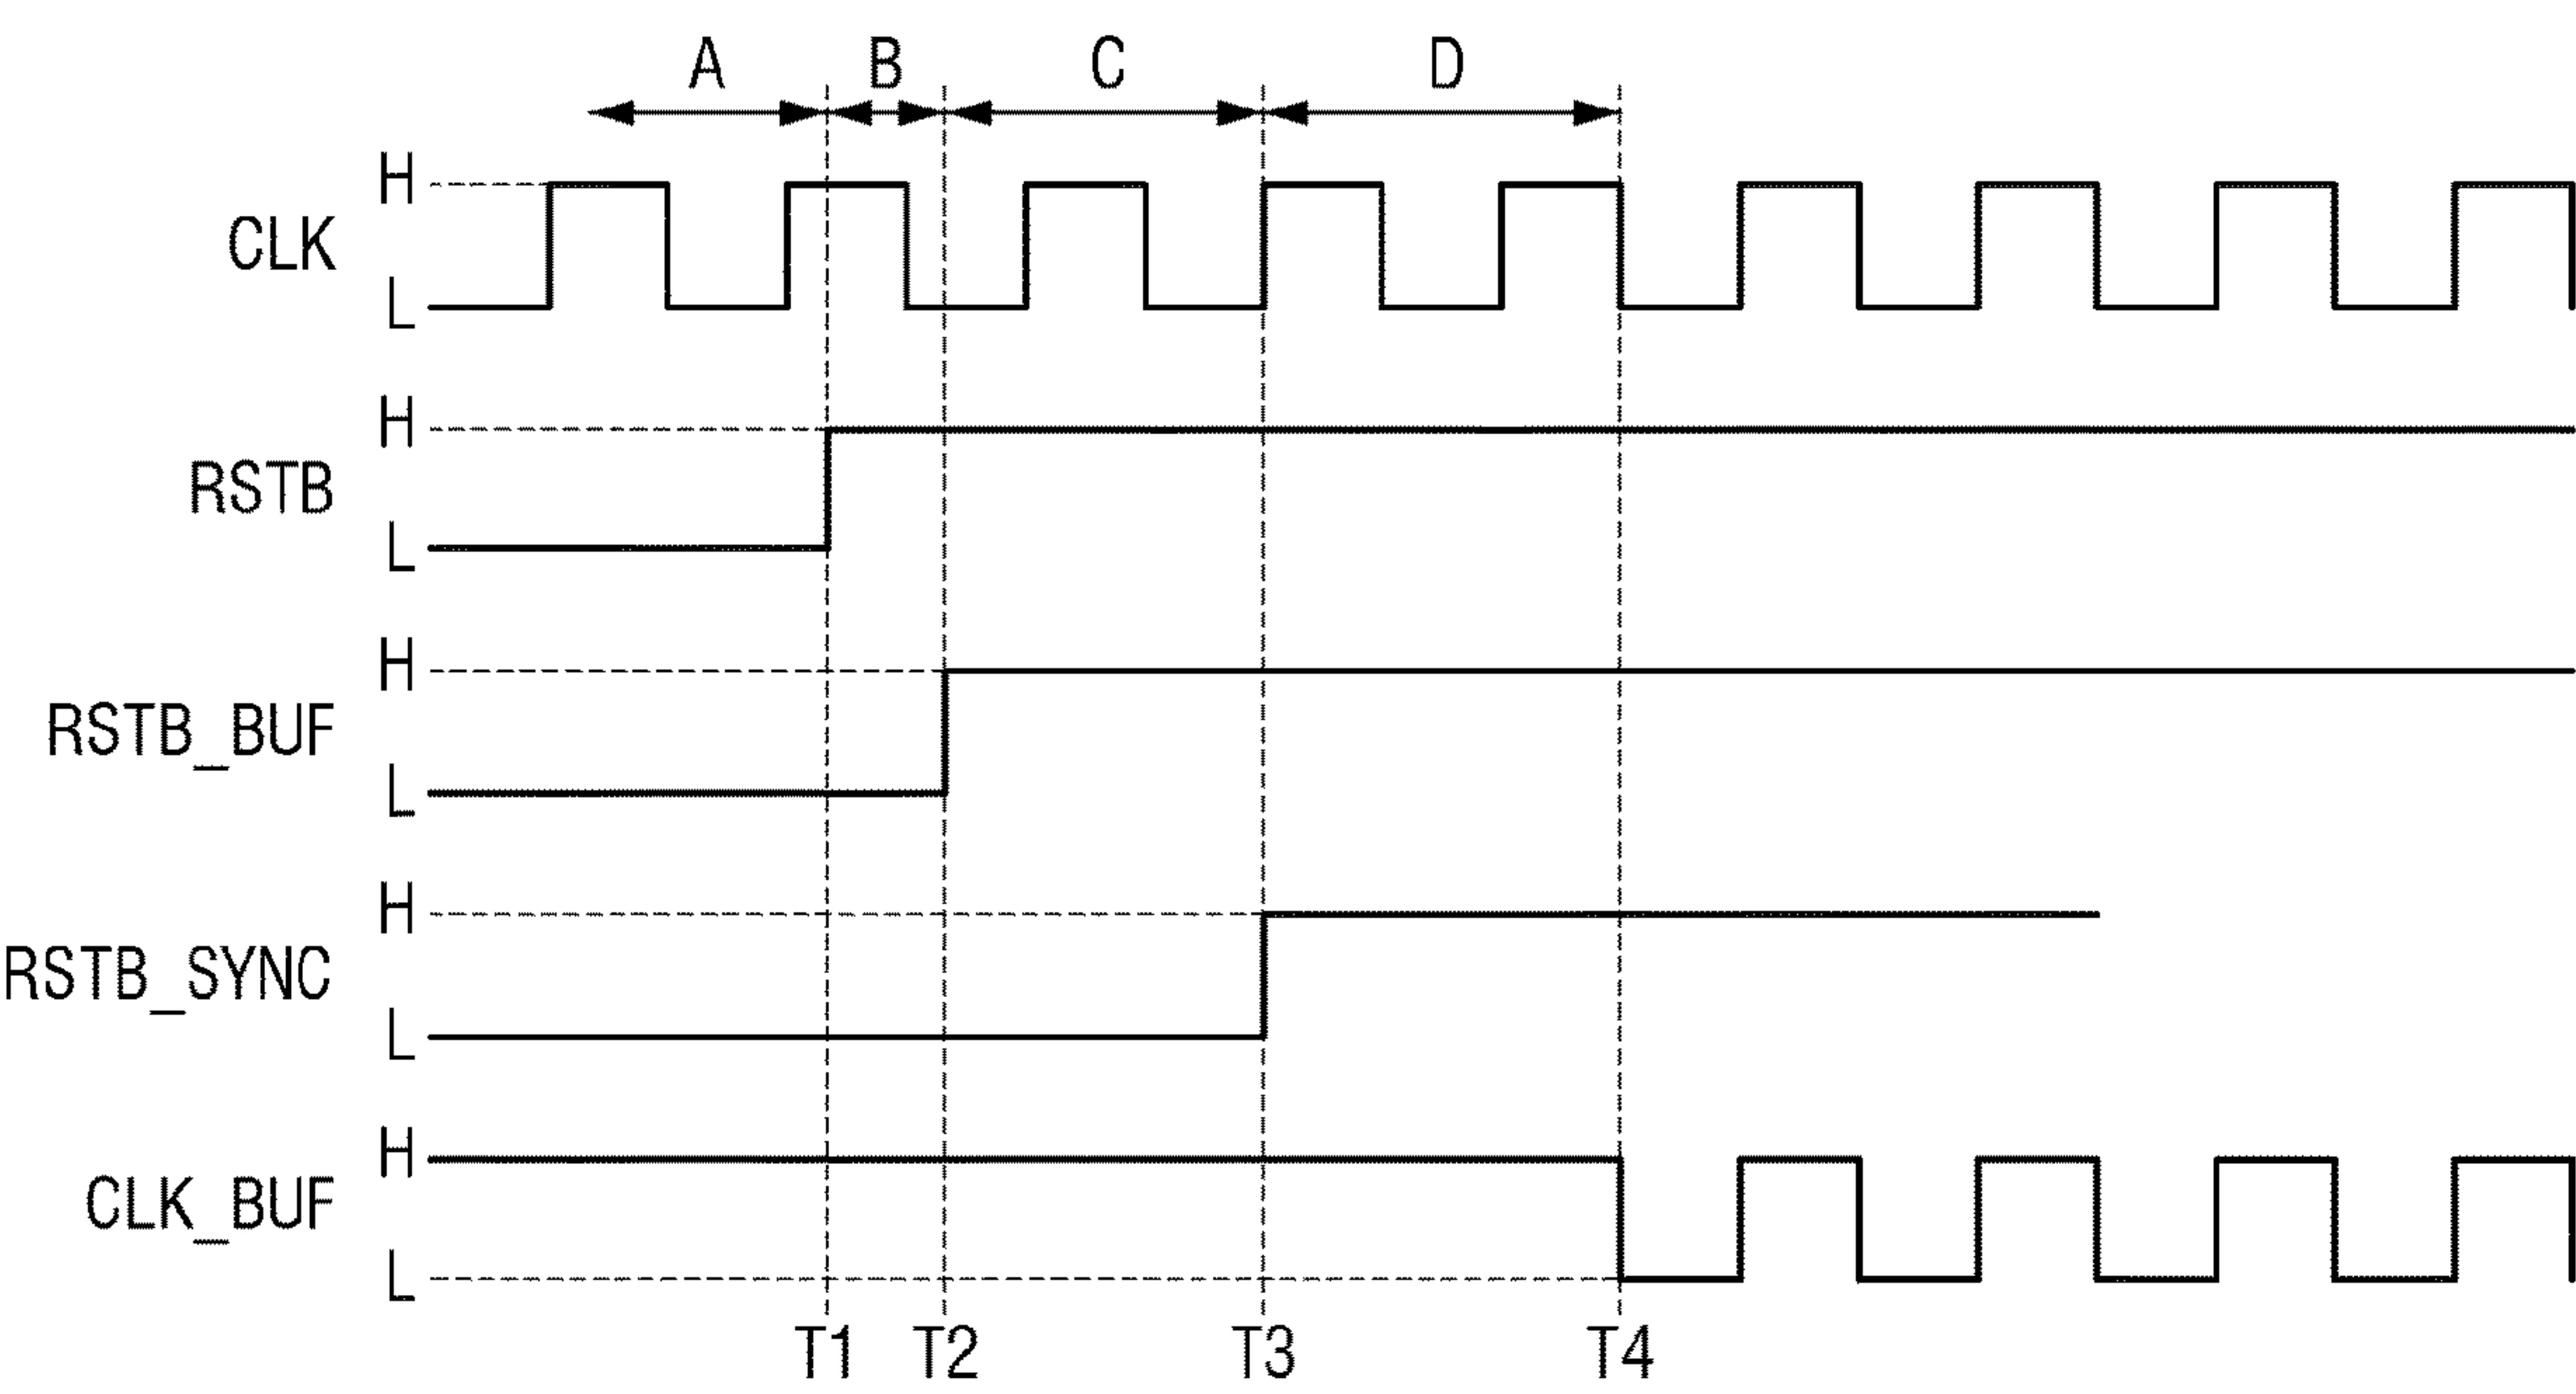 A B C D
H
CLK
L
H
RSTB
L
H
RSTB_BUF
L
H
RSTB_SYNC
L
H
CLK_BUF
L
T1 T2 T3 T4